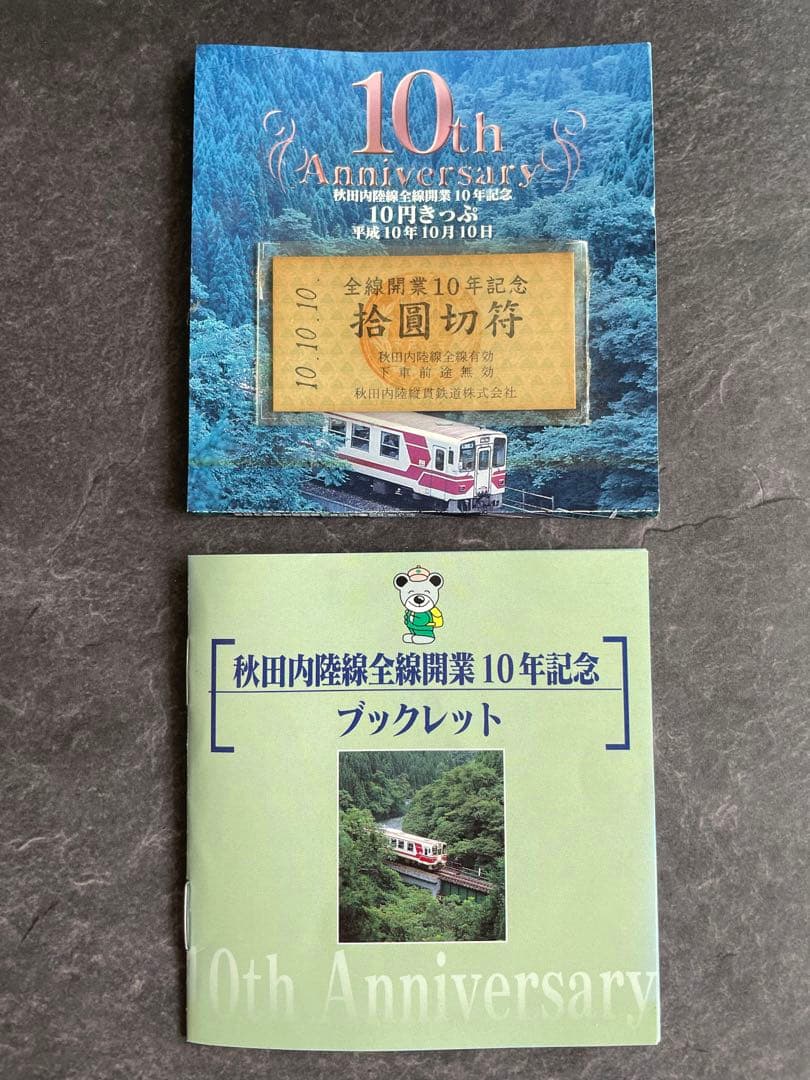 10th
Anniversary
秋田内陸線全線開業10年記念
10円きっぷ
平成10年10月10日
10.10.10.
全線開業10年記念
拾圓切符
秋田内陸線全線有効
下車前途無効
秋田内陸縦貫鉄道株式会社
秋田内陸線全線開業10年記念
ブックレット
10th Anniversary